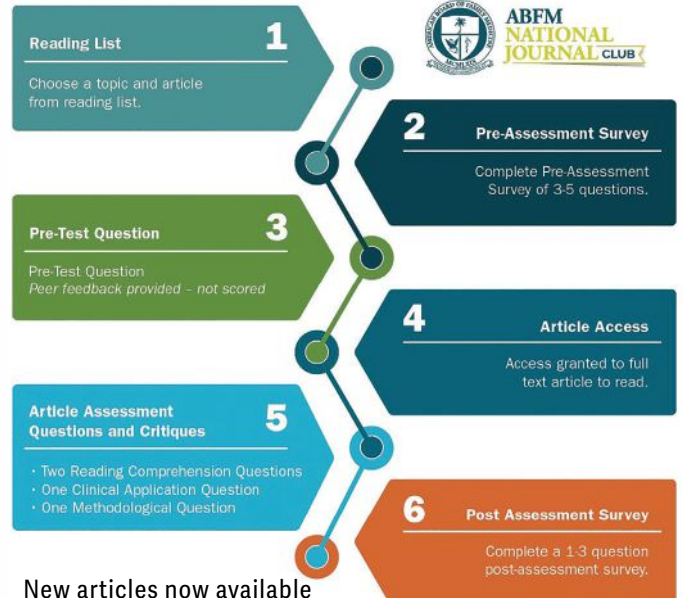 1
Reading List
Choose a topic and article
from reading list.
ABFM
NATIONAL
JOURNAL CLUB
2
Pre-Assessment Survey
Complete Pre-Assessment
Survey of 3-5 questions.
3
Pre-Test Question
Pre-Test Question
Peer feedback provided – not scored
4
Article Access
Access granted to full
text article to read.
5
Article Assessment
Questions and Critiques
· Two Reading Comprehension Questions
· One Clinical Application Question
· One Methodological Question
6
Post Assessment Survey
Complete a 1-3 question
post-assessment survey.
New articles now available